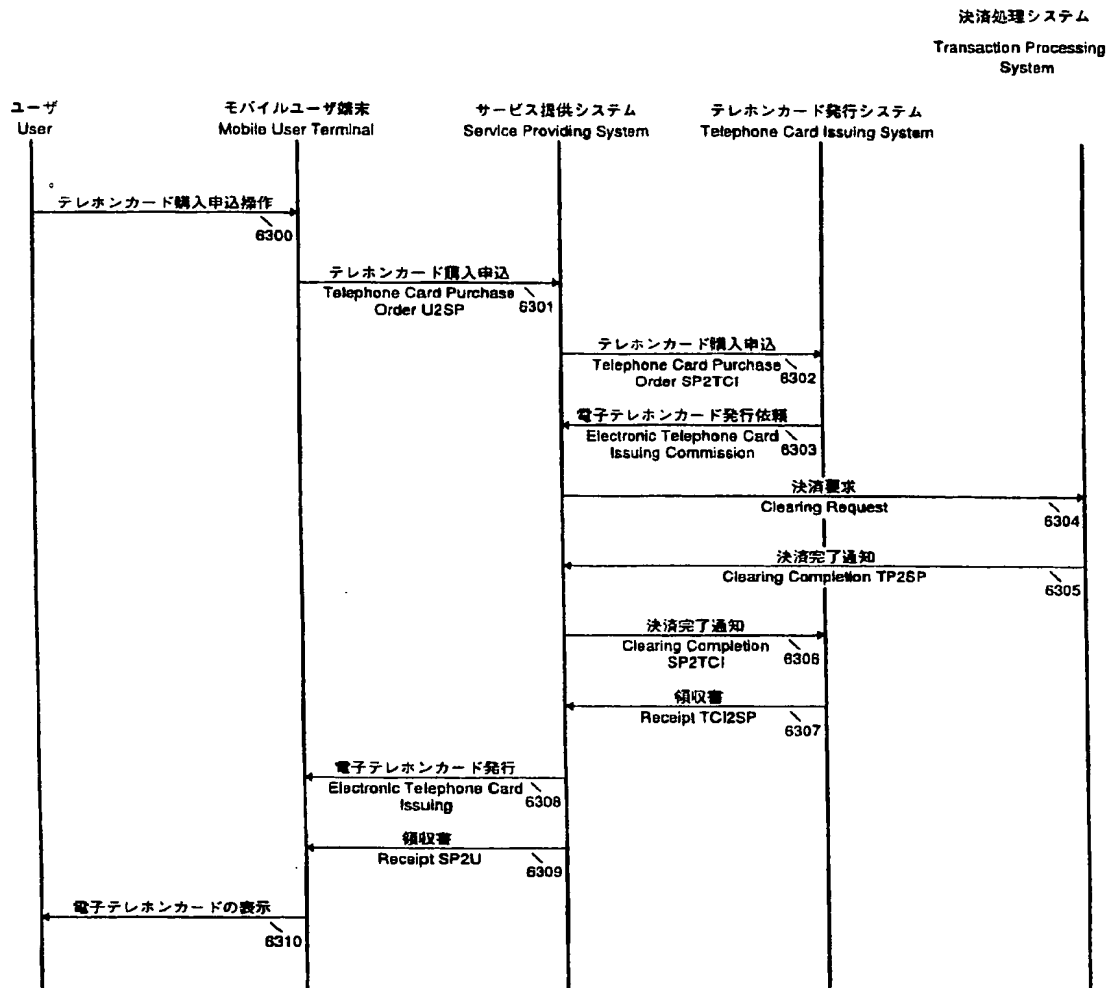 決済処理システム
Transaction Processing
System
ユーザ
User
モバイルユーザ端末
Mobile User Terminal
サービス提供システム
Service Providing System
テレホンカード発行システム
Telephone Card Issuing System
テレホンカード購入申込操作
6300
テレホンカード購入申込
Telephone Card Purchase
Order U2SP
6301
テレホンカード購入申込
Telephone Card Purchase
Order SP2TCI
6302
電子テレホンカード発行依頼
Electronic Telephone Card
Issuing Commission
6303
決済要求
Clearing Request
6304
決済完了通知
Clearing Completion TP2SP
6305
決済完了通知
Clearing Completion
SP2TCI
6306
領収書
Receipt TCI2SP
6307
電子テレホンカード発行
Electronic Telephone Card
Issuing
6308
領収書
Receipt SP2U
6309
電子テレホンカードの表示
6310